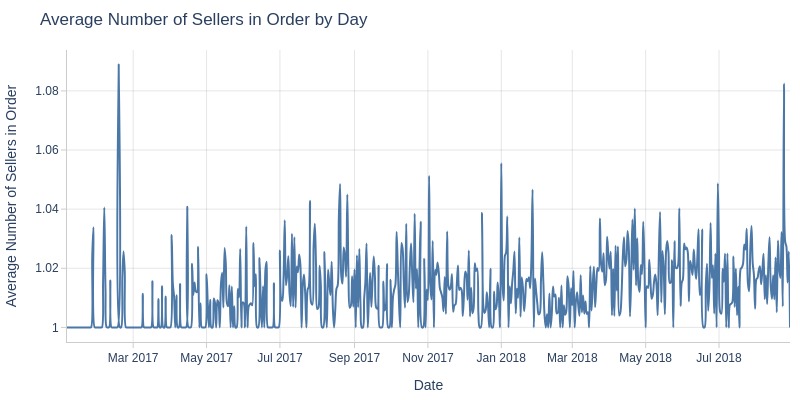 Average Number of Sellers in Order by Day
Average Number of Sellers in Order
1.08
1.06
1.04
1.02
1
Mar 2017 May 2017 Jul 2017 Sep 2017 Nov 2017 Jan 2018 Mar 2018 May 2018 Jul 2018
Date